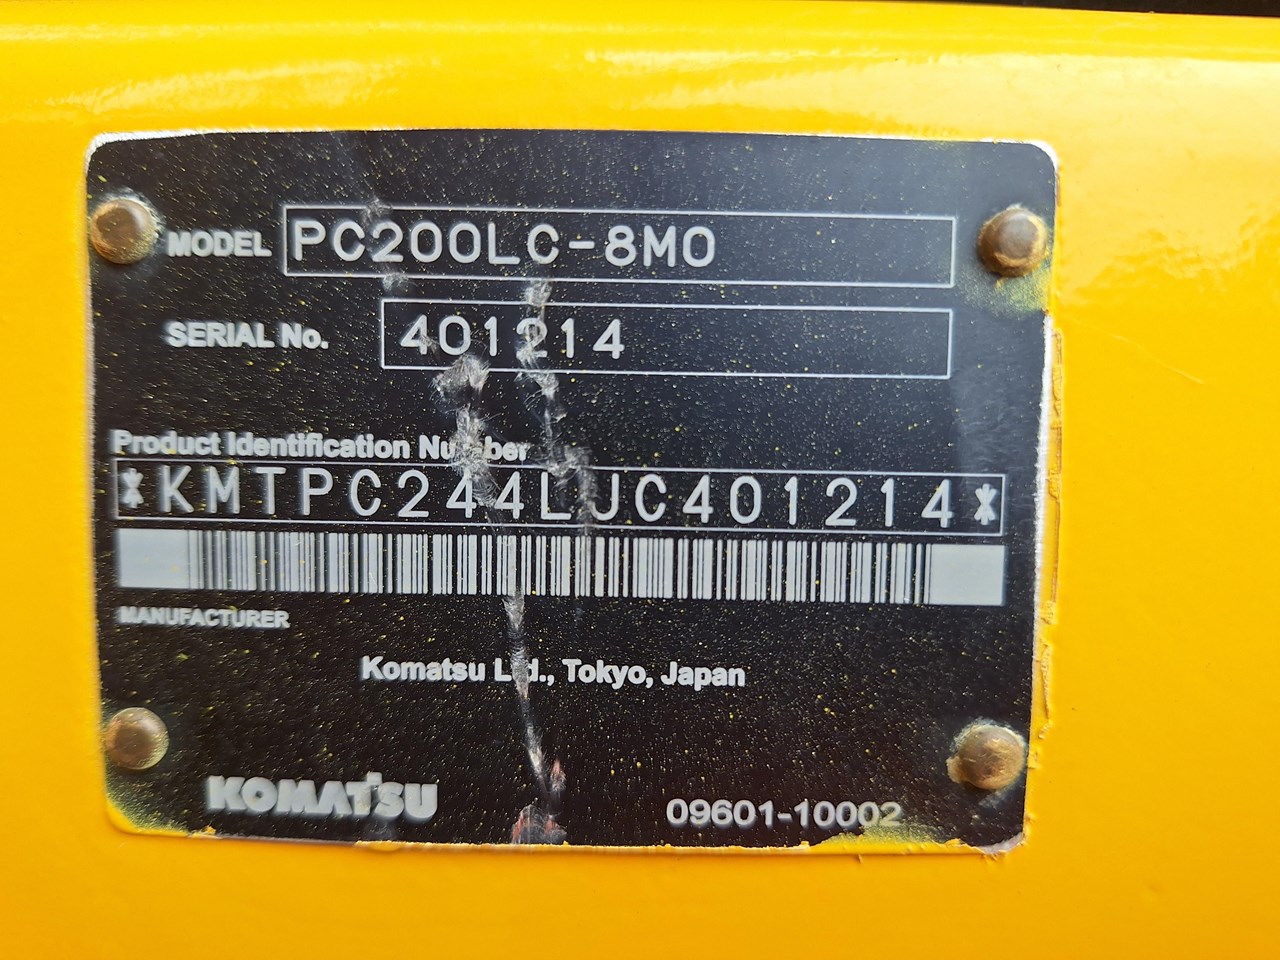 MODEL PC200LC-8M0
SERIAL No. 401214
Product Identification Number
*KMTPC244LJC401214*
MANUFACTURER
Komatsu Ltd., Tokyo, Japan
KOMATSU 09601-10002